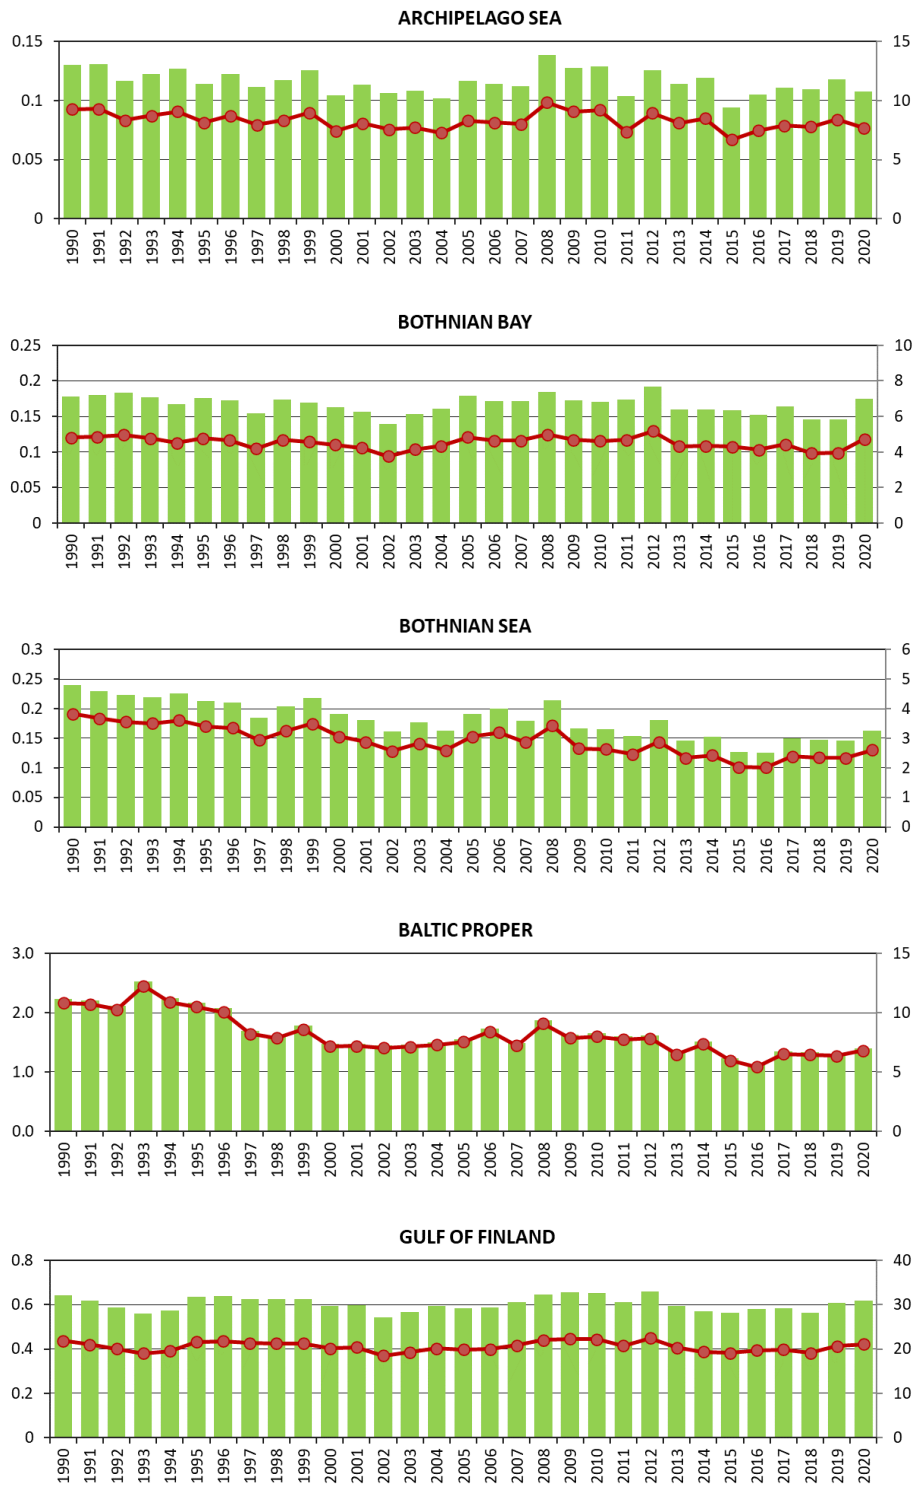 ARCHIPELAGO SEA
0.15 15
0.1 10
0.05 5
0 0
1990 1991 1992 1993 1994 1995 1996 1997 1998 1999 2000 2001 2002 2003 2004 2005 2006 2007 2008 2009 2010 2011 2012 2013 2014 2015 2016 2017 2018 2019 2020
BOTHNIAN BAY
0.25 10
0.2 8
0.15 6
0.1 4
0.05 2
0 0
1990 1991 1992 1993 1994 1995 1996 1997 1998 1999 2000 2001 2002 2003 2004 2005 2006 2007 2008 2009 2010 2011 2012 2013 2014 2015 2016 2017 2018 2019 2020
BOTHNIAN SEA
0.3 6
0.25 5
0.2 4
0.15 3
0.1 2
0.05 1
0 0
1990 1991 1992 1993 1994 1995 1996 1997 1998 1999 2000 2001 2002 2003 2004 2005 2006 2007 2008 2009 2010 2011 2012 2013 2014 2015 2016 2017 2018 2019 2020
BALTIC PROPER
3.0 15
2.0 10
1.0 5
0.0 0
1990 1991 1992 1993 1994 1995 1996 1997 1998 1999 2000 2001 2002 2003 2004 2005 2006 2007 2008 2009 2010 2011 2012 2013 2014 2015 2016 2017 2018 2019 2020
GULF OF FINLAND
0.8 40
0.6 30
0.4 20
0.2 10
0 0
1990 1991 1992 1993 1994 1995 1996 1997 1998 1999 2000 2001 2002 2003 2004 2005 2006 2007 2008 2009 2010 2011 2012 2013 2014 2015 2016 2017 2018 2019 2020